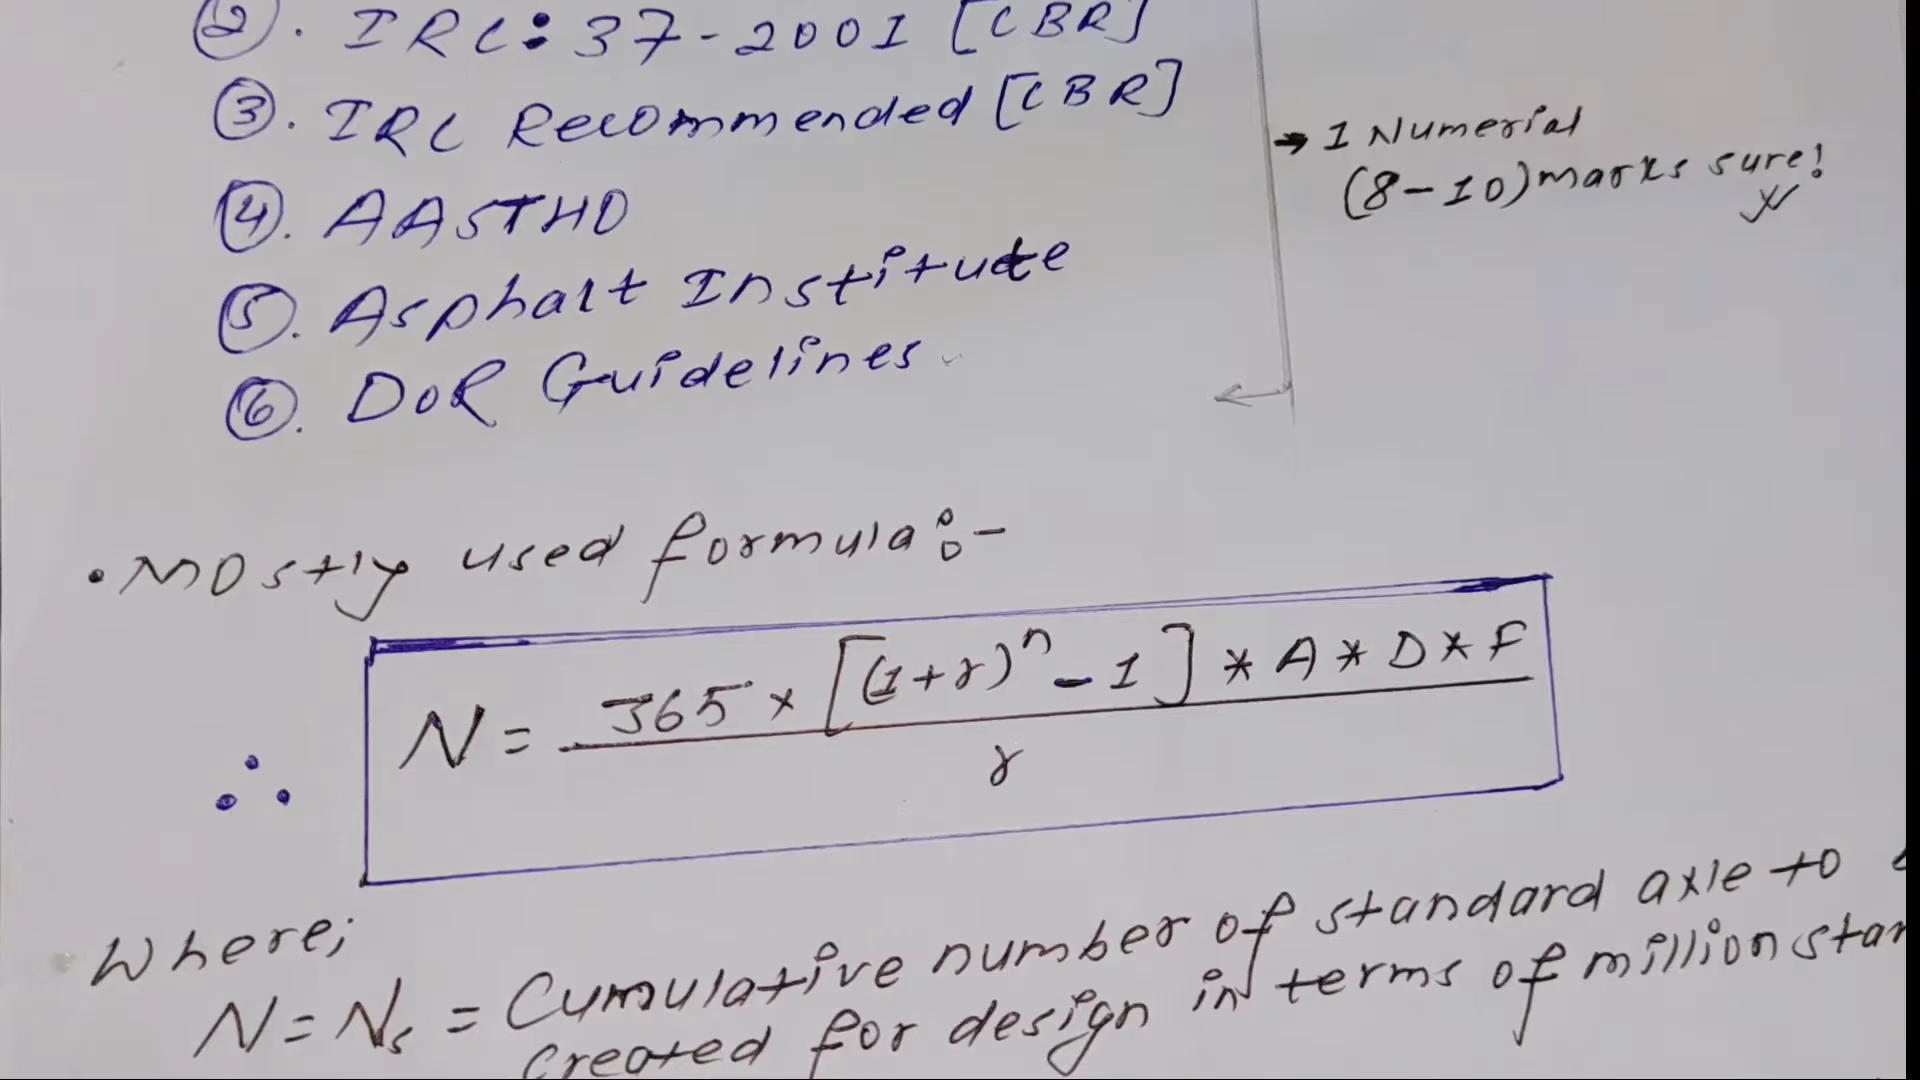 ②. IRC: 37-2001 [CBR]
③. IRC Recommended [CBR]
→ 1 Numerial
(8-10) marks sure!
④. AASTHO
⑤. Asphalt Institute
⑥. DoR Guidelines
• Mostly used formula:-
∴ N = 365 × [(1+r)^n - 1] * A * D * F / r
Where;
N = Ns = Cumulative number of standard axle to
created for design in terms of million